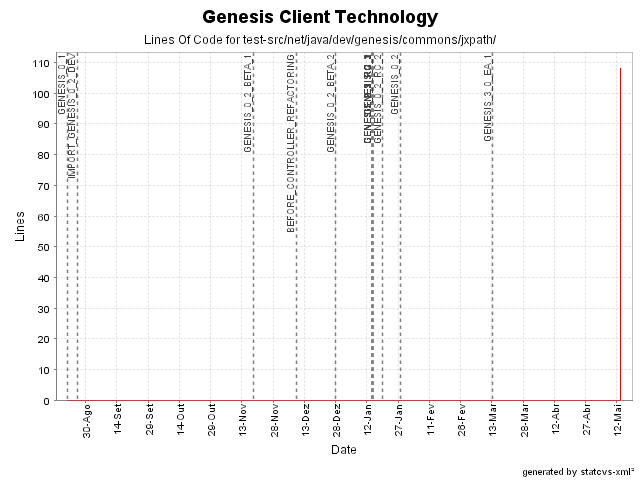 Genesis Client Technology
Lines Of Code for test-src/net/java/dev/genesis/commons/jxpath/
GENESIS_0_1
IMPORT_GENESIS_0_2_DEV
GENESIS_0_2_BETA_1
BEFORE_CONTROLLER_REFACTORING
GENESIS_0_2_BETA_2
GENESIS_0_2_RC_2
GENESIS_0_2
GENESIS_3_0_EA_1
110
100
90
80
70
60
50
40
30
20
10
0
Lines
30-Ago
14-Set
29-Set
14-Out
29-Out
13-Nov
28-Nov
13-Dez
28-Dez
12-Jan
27-Jan
11-Fev
26-Fev
13-Mar
28-Mar
12-Abr
27-Abr
12-Mai
Date
generated by statcvs-xml²